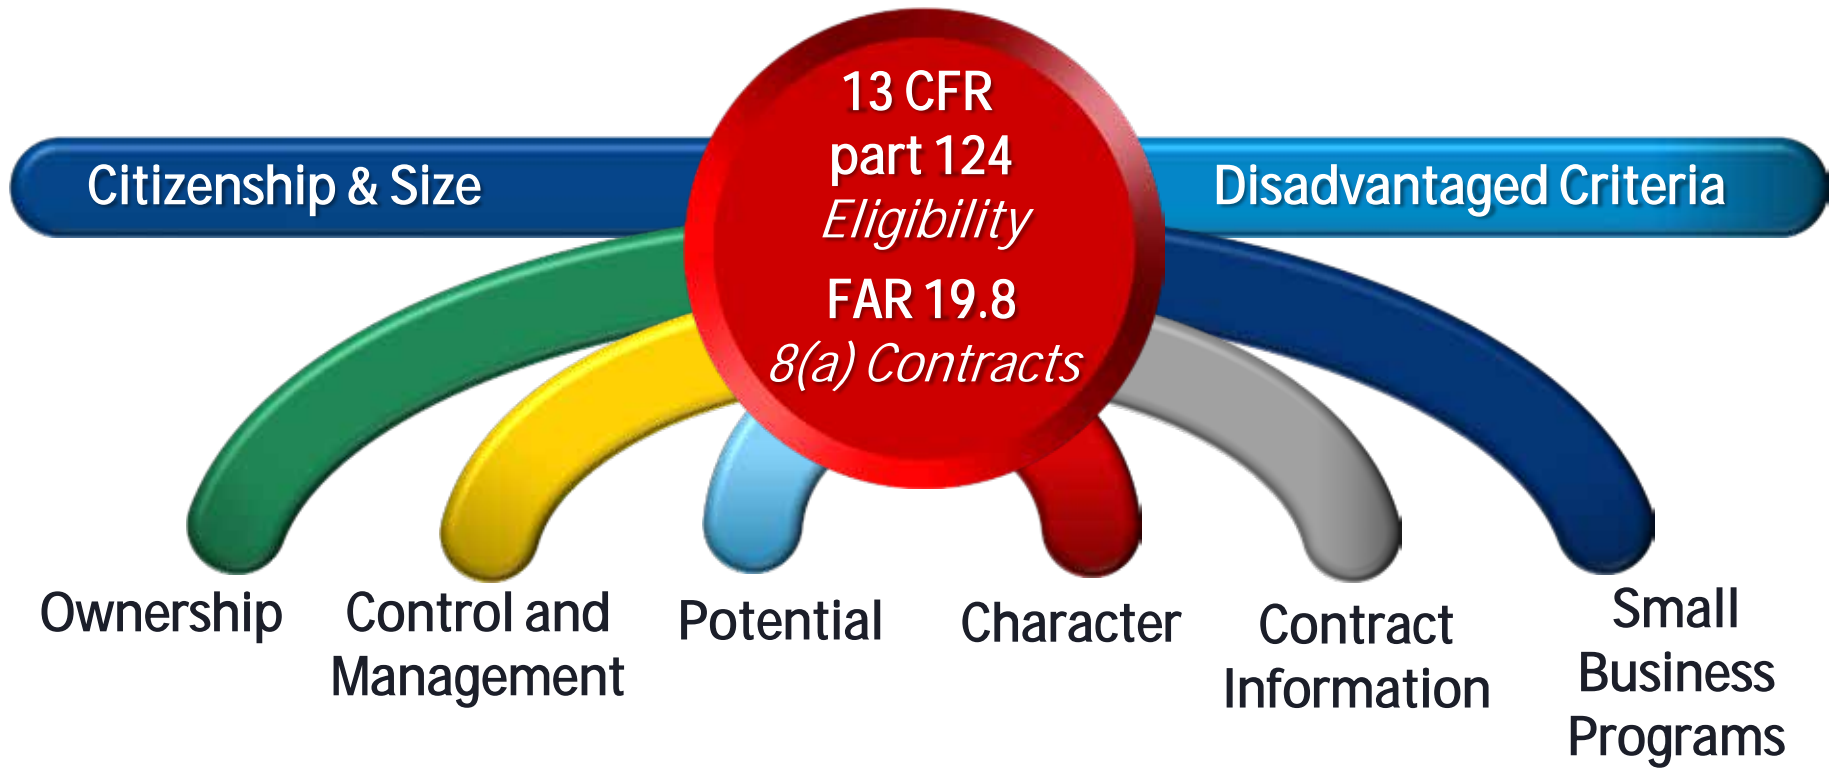 13 CFR
part 124
Eligibility
FAR 19.8
8(a) Contracts
Citizenship & Size
Disadvantaged Criteria
Ownership
Control and
Management
Potential
Character
Contract
Information
Small
Business
Programs